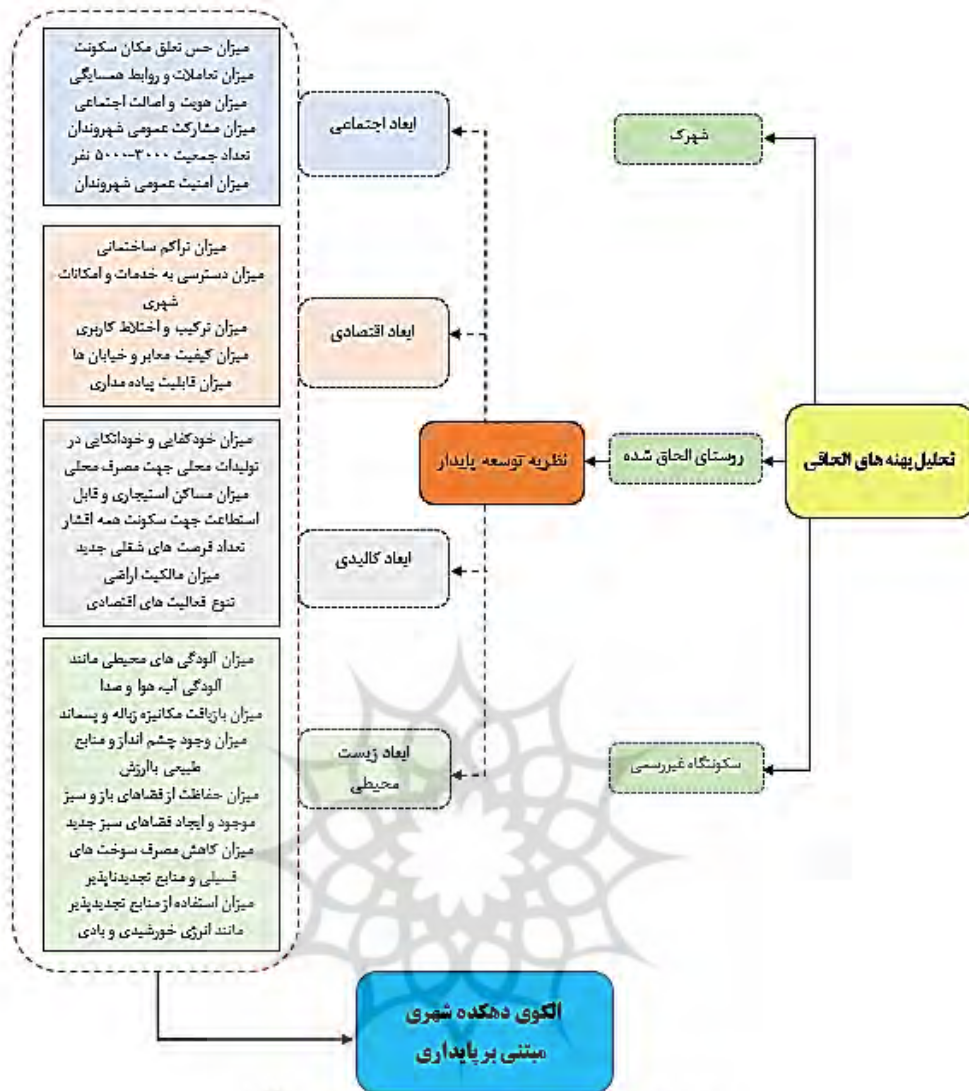 تحلیل پهنه های الحاقی
شهرک
روستای الحاق شده
سکونتگاه غیررسمی
نظریه توسعه پایدار
ابعاد اجتماعی
میزان حس تعلق مکان سکونت
میزان تعاملات و روابط همسایگی
میزان هویت و اصالت اجتماعی
میزان مشارکت عمومی شهروندان
تعداد جمعیت ۳۰۰۰-۵۰۰۰ نفر
میزان امنیت عمومی شهروندان
ابعاد اقتصادی
میزان تراکم ساختمانی
میزان دسترسی به خدمات و امکانات
شهری
میزان ترکیب و اختلاط کاربری
میزان کیفیت معابر و خیابان ها
میزان قابلیت پیاده مداری
ابعاد کالبدی
میزان خودکفایی و خوداتکایی در
تولیدات محلی جهت مصرف محلی
میزان مساکن استیجاری و قابل
استطاعت جهت سکونت همه اقشار
تعداد فرصت های شغلی جدید
میزان مالکیت اراضی
تنوع فعالیت های اقتصادی
ابعاد زیست
محیطی
میزان آلودگی های محیطی مانند
آلودگی آب، هوا و صدا
میزان بازیافت مکانیزه زباله و پسماند
میزان وجود چشم انداز و منابع
طبیعی باارزش
میزان حفاظت از فضاهای باز و سبز
موجود و ایجاد فضاهای سبز جدید
میزان کاهش مصرف سوخت های
فسیلی و منابع تجدیدناپذیر
میزان استفاده از منابع تجدیدپذیر
مانند انرژی خورشیدی و بادی
الگوی دهکده شهری
مبتنی بر پایداری